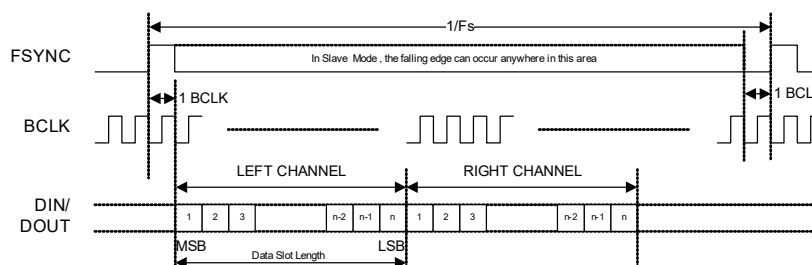 1/Fs
FSYNC
In Slave Mode , the falling edge can occur anywhere in this area
1 BCLK
1 BCL
BCLK
LEFT CHANNEL
RIGHT CHANNEL
DIN/
DOUT
1 2 3 n-2 n-1 n 1 2 3 n-2 n-1 n
MSB
LSB
Data Slot Length